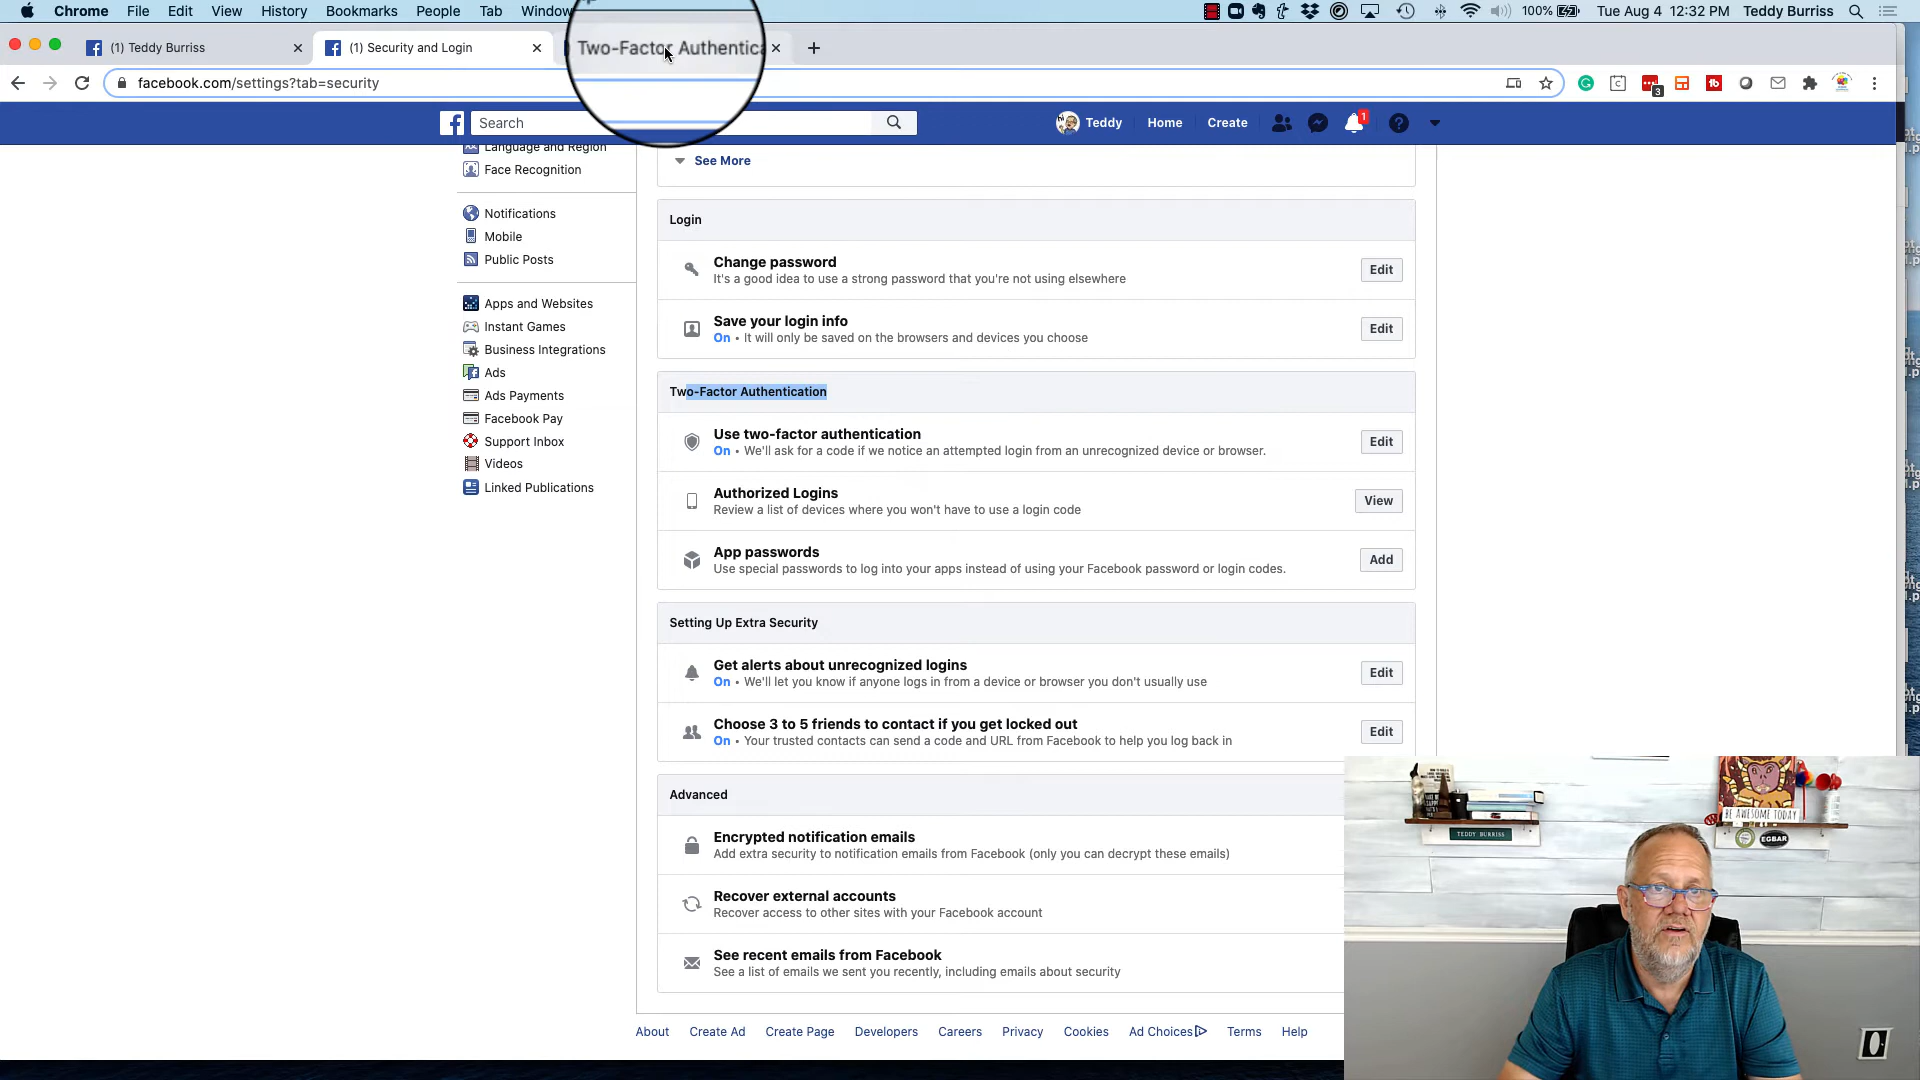 Chrome File Edit View History Bookmarks People Tab Window 100% Tue Aug 4 12:32 PM Teddy Burriss
(1) Teddy Burriss (1) Security and Login Two-Factor Authentica
facebook.com/settings?tab=security 3
Search Teddy Home Create 1
Language and Region
Face Recognition
Notifications
Mobile
Public Posts
Apps and Websites
Instant Games
Business Integrations
Ads
Ads Payments
Facebook Pay
Support Inbox
Videos
Linked Publications
See More
Login
Change password
It's a good idea to use a strong password that you're not using elsewhere
Edit
Save your login info
On • It will only be saved on the browsers and devices you choose
Edit
Two-Factor Authentication
Use two-factor authentication
On • We'll ask for a code if we notice an attempted login from an unrecognized device or browser.
Edit
Authorized Logins
Review a list of devices where you won't have to use a login code
View
App passwords
Use special passwords to log into your apps instead of using your Facebook password or login codes.
Add
Setting Up Extra Security
Get alerts about unrecognized logins
On • We'll let you know if anyone logs in from a device or browser you don't usually use
Edit
Choose 3 to 5 friends to contact if you get locked out
On • Your trusted contacts can send a code and URL from Facebook to help you log back in
Edit
Advanced
Encrypted notification emails
Add extra security to notification emails from Facebook (only you can decrypt these emails)
Recover external accounts
Recover access to other sites with your Facebook account
See recent emails from Facebook
See a list of emails we sent you recently, including emails about security
About Create Ad Create Page Developers Careers Privacy Cookies Ad Choices Terms Help
BE AWESOME TODAY
TEDDY BURRISS
EGBAR